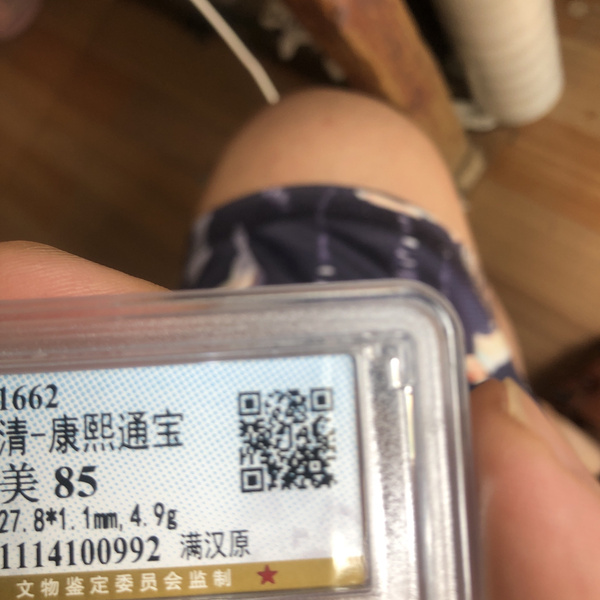 1662
清-康熙通宝
美 85
27.8*1.1mm,4.9g
1114100992 满汉原
文物鉴定委员会监制